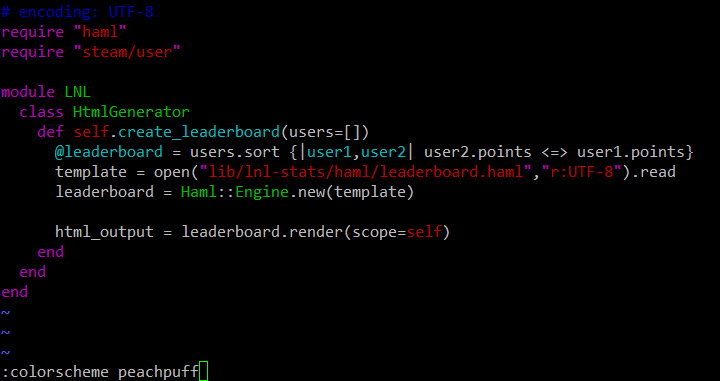 # encoding: UTF-8
require "haml"
require "steam/user"

module LNL
  class HtmlGenerator
    def self.create_leaderboard(users=[])
      @leaderboard = users.sort {|user1,user2| user2.points <=> user1.points}
      template = open("lib/lnl-stats/haml/leaderboard.haml","r:UTF-8").read
      leaderboard = Haml::Engine.new(template)

      html_output = leaderboard.render(scope=self)
    end
  end
end
~
~
~
:colorscheme peachpuff